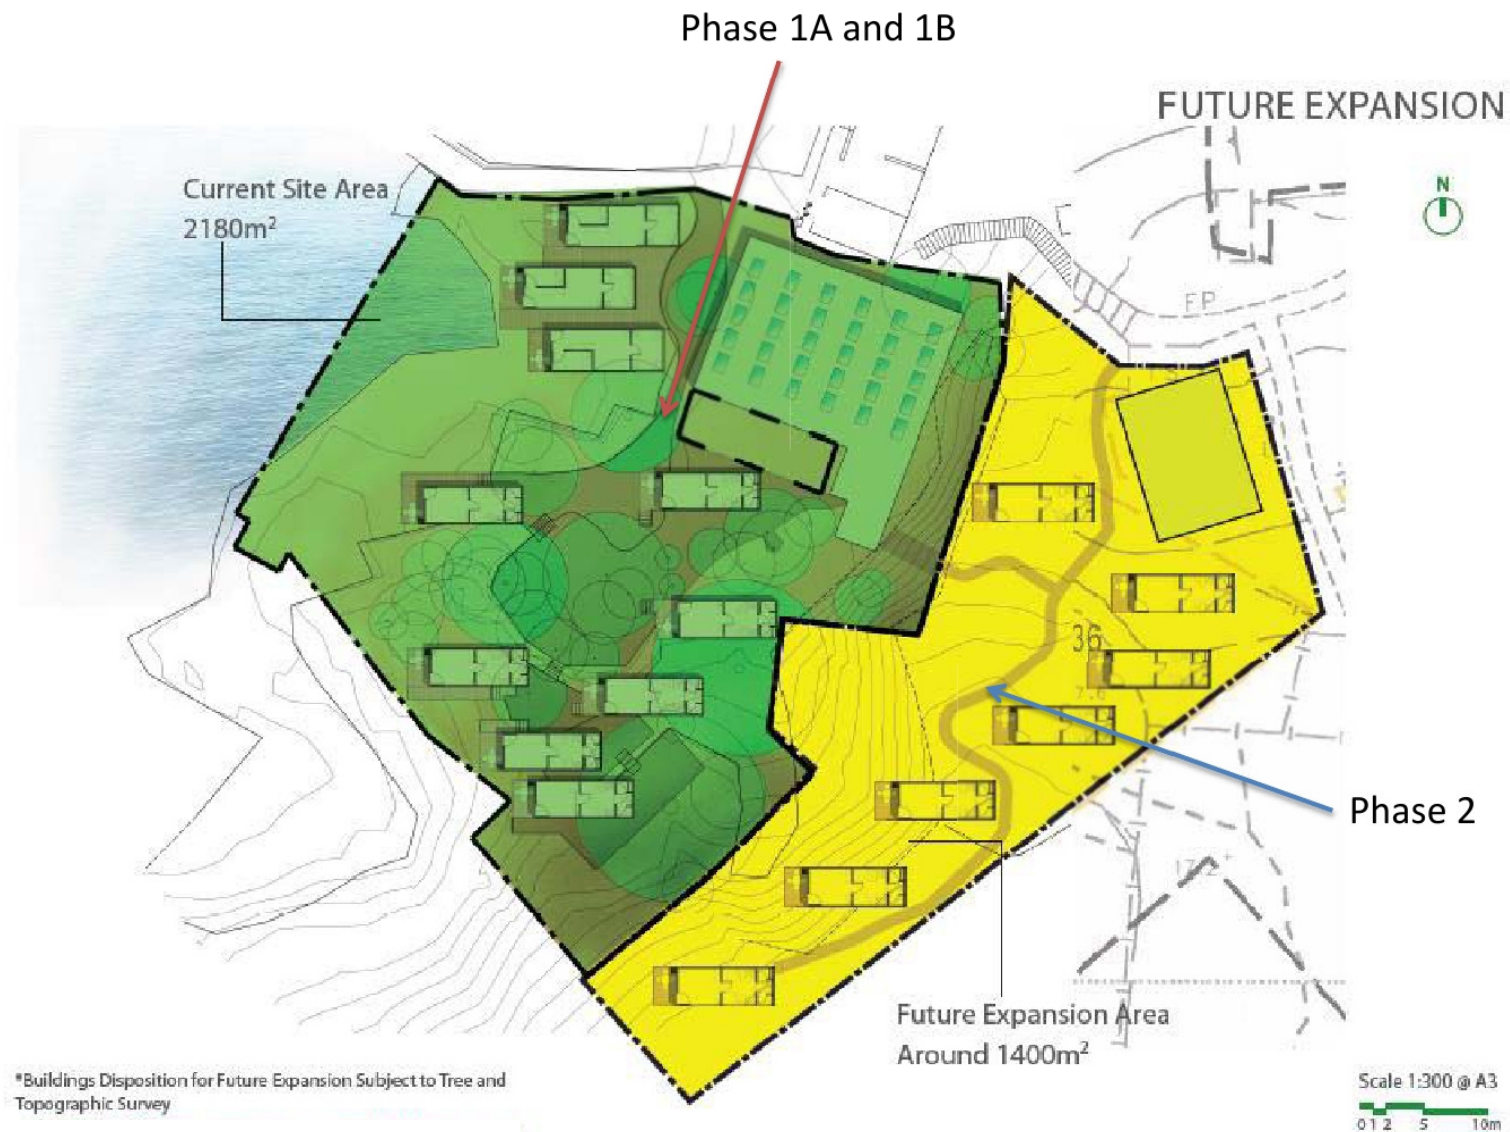 Phase 1A and 1B
FUTURE EXPANSION
Current Site Area
2180m²
N
FP
36
Phase 2
Future Expansion Area
Around 1400m²
*Buildings Disposition for Future Expansion Subject to Tree and
Topographic Survey
Scale 1:300 @ A3
0 1 2 5 10m